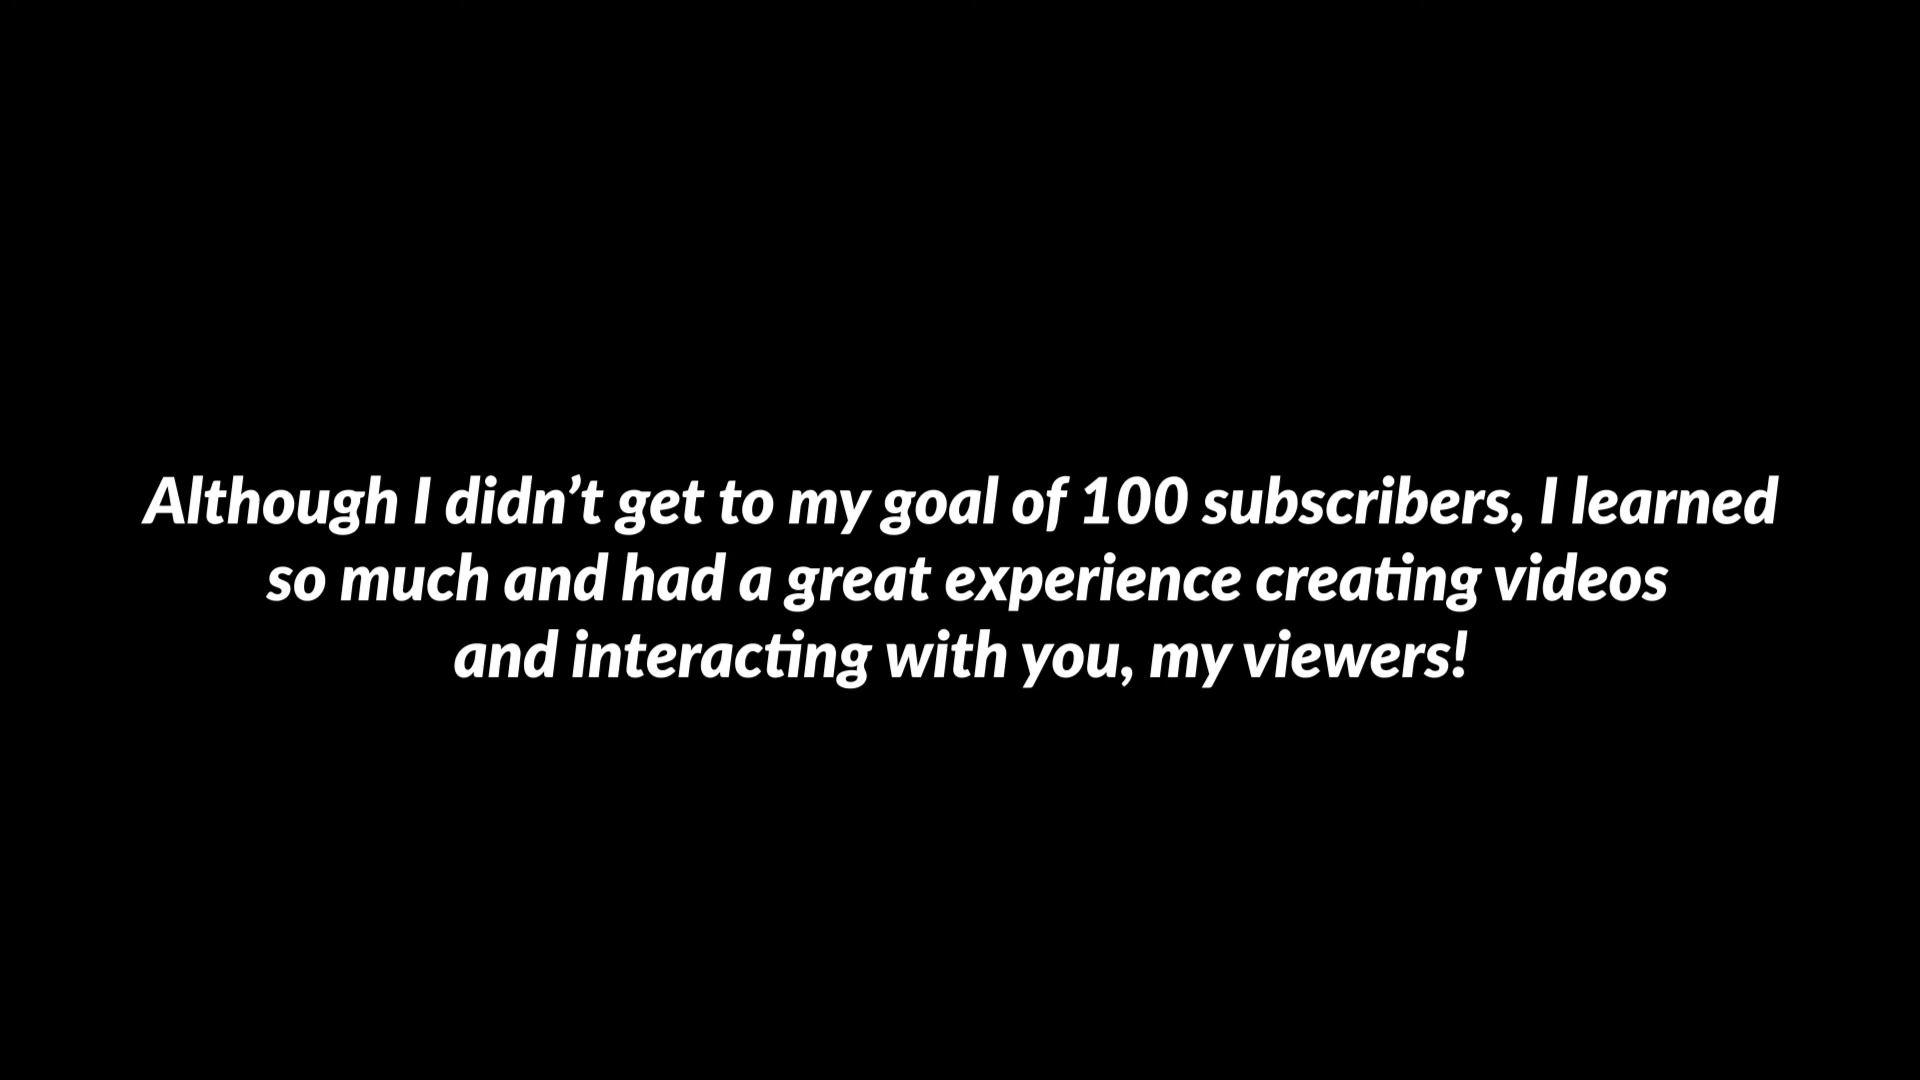 Although I didn’t get to my goal of 100 subscribers, I learned
so much and had a great experience creating videos
and interacting with you, my viewers!